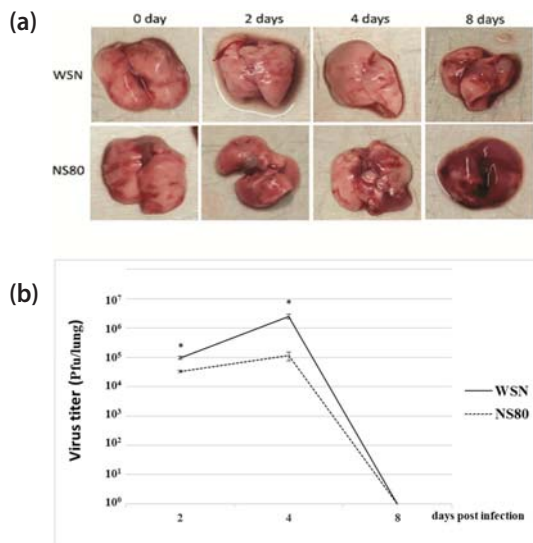 (a)
0 day 2 days 4 days 8 days
WSN
NS80
(b)
Virus titer (Pfu/lung)
10⁷
10⁶
10⁵
10⁴
10³
10²
10¹
10⁰
*
*
2 4 8 days post infection
WSN
NS80